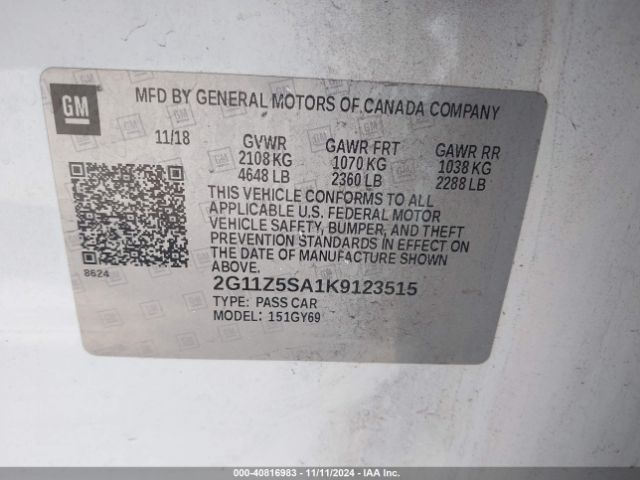 GM
MFD BY GENERAL MOTORS OF CANADA COMPANY
11/18
GVWR
2108 KG
4648 LB
GAWR FRT
1070 KG
2360 LB
GAWR RR
1038 KG
2288 LB
THIS VEHICLE CONFORMS TO ALL
APPLICABLE U.S. FEDERAL MOTOR
VEHICLE SAFETY, BUMPER, AND THEFT
PREVENTION STANDARDS IN EFFECT ON
THE DATE OF MANUFACTURE SHOWN
ABOVE.
8624
2G11Z5SA1K9123515
TYPE: PASS CAR
MODEL: 151GY69
000-40816983 - 11/11/2024 - IAA Inc.